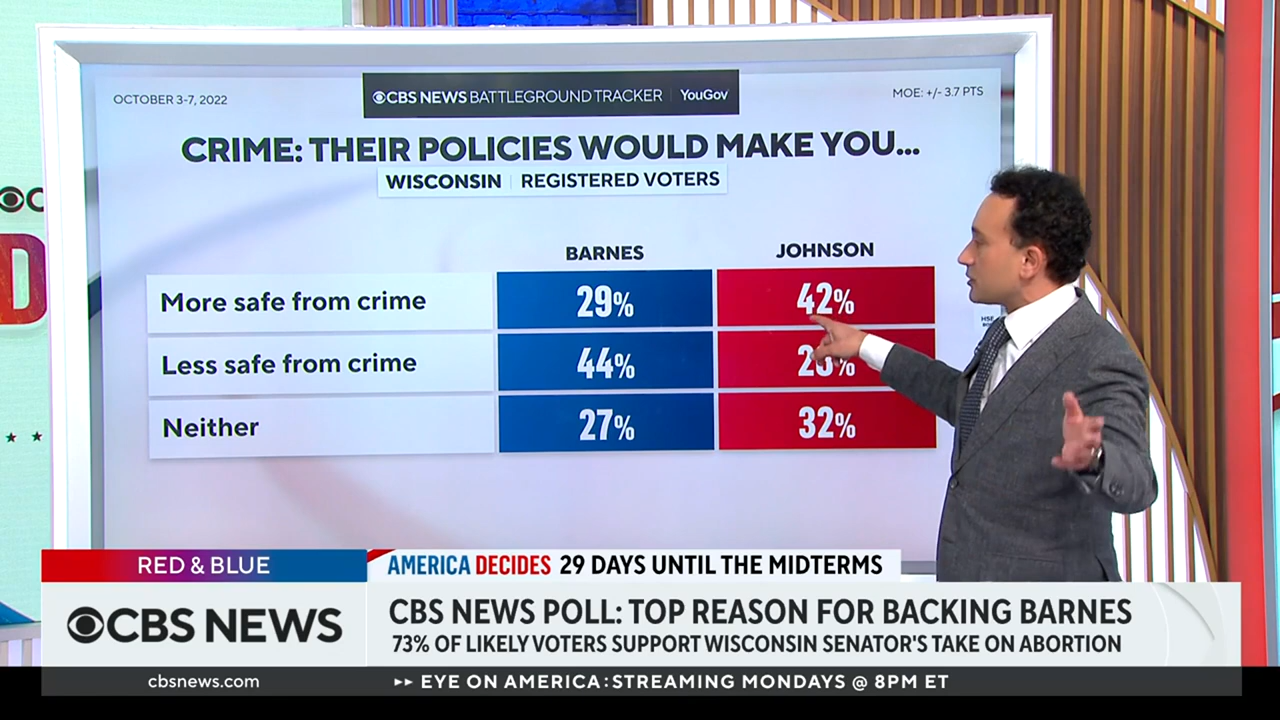 OCTOBER 3-7, 2022
CBS NEWS BATTLEGROUND TRACKER | YouGov
MOE: +/- 3.7 PTS
CRIME: THEIR POLICIES WOULD MAKE YOU...
WISCONSIN | REGISTERED VOTERS
BARNES JOHNSON
More safe from crime 29% 42%
Less safe from crime 44%
Neither 27% 32%
RED & BLUE
AMERICA DECIDES 29 DAYS UNTIL THE MIDTERMS
CBS NEWS
CBS NEWS POLL: TOP REASON FOR BACKING BARNES
73% OF LIKELY VOTERS SUPPORT WISCONSIN SENATOR'S TAKE ON ABORTION
cbsnews.com
►► EYE ON AMERICA: STREAMING MONDAYS @ 8PM ET